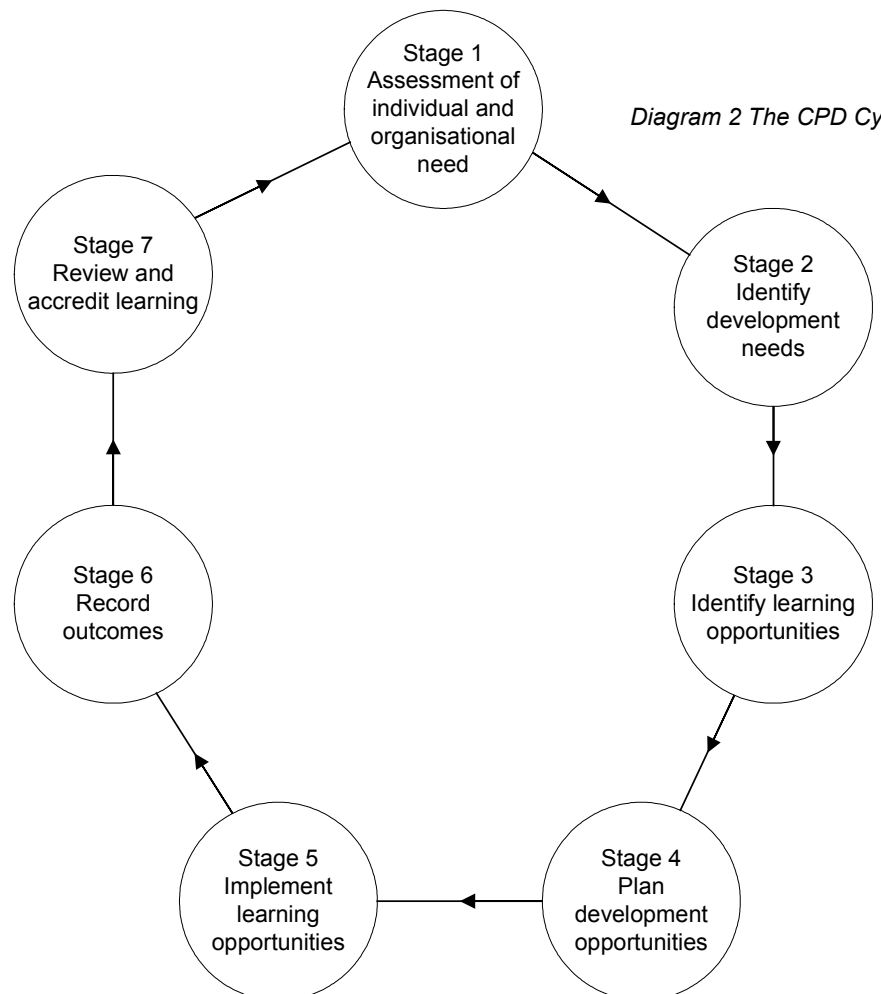 Stage 1
Assessment of
individual and
organisational
need
Diagram 2 The CPD Cy
Stage 2
Identify
development
needs
Stage 3
Identify learning
opportunities
Stage 4
Plan
development
opportunities
Stage 5
Implement
learning
opportunities
Stage 6
Record
outcomes
Stage 7
Review and
accredit learning